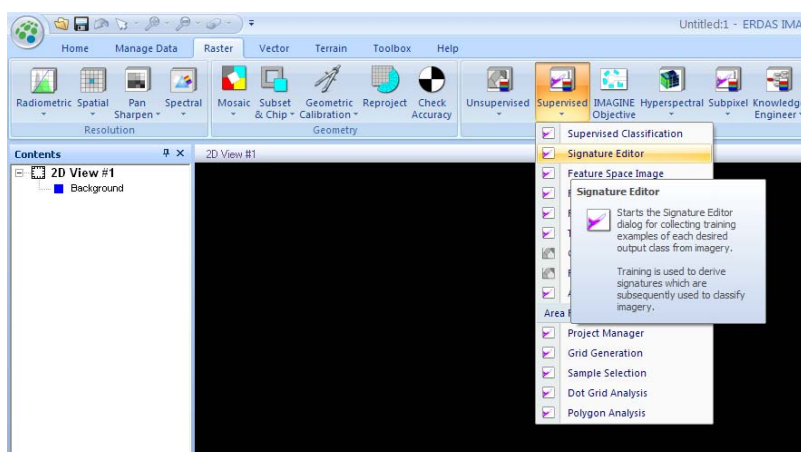 Untitled:1 - ERDAS IMA
Home Manage Data Raster Vector Terrain Toolbox Help
Radiometric Spatial Pan Sharpen Spectral Mosaic Subset & Chip Geometric Calibration Reproject Check Accuracy Unsupervised Supervised IMAGINE Objective Hyperspectral Subpixel Knowledge Engineer
Resolution Geometry
Contents
2D View #1
2D View #1
Background
Supervised Classification
Signature Editor
Feature Space Image
Signature Editor
Starts the Signature Editor
dialog for collecting training
examples of each desired
output class from imagery.
Training is used to derive
signatures which are
subsequently used to classify
imagery.
Area
Project Manager
Grid Generation
Sample Selection
Dot Grid Analysis
Polygon Analysis